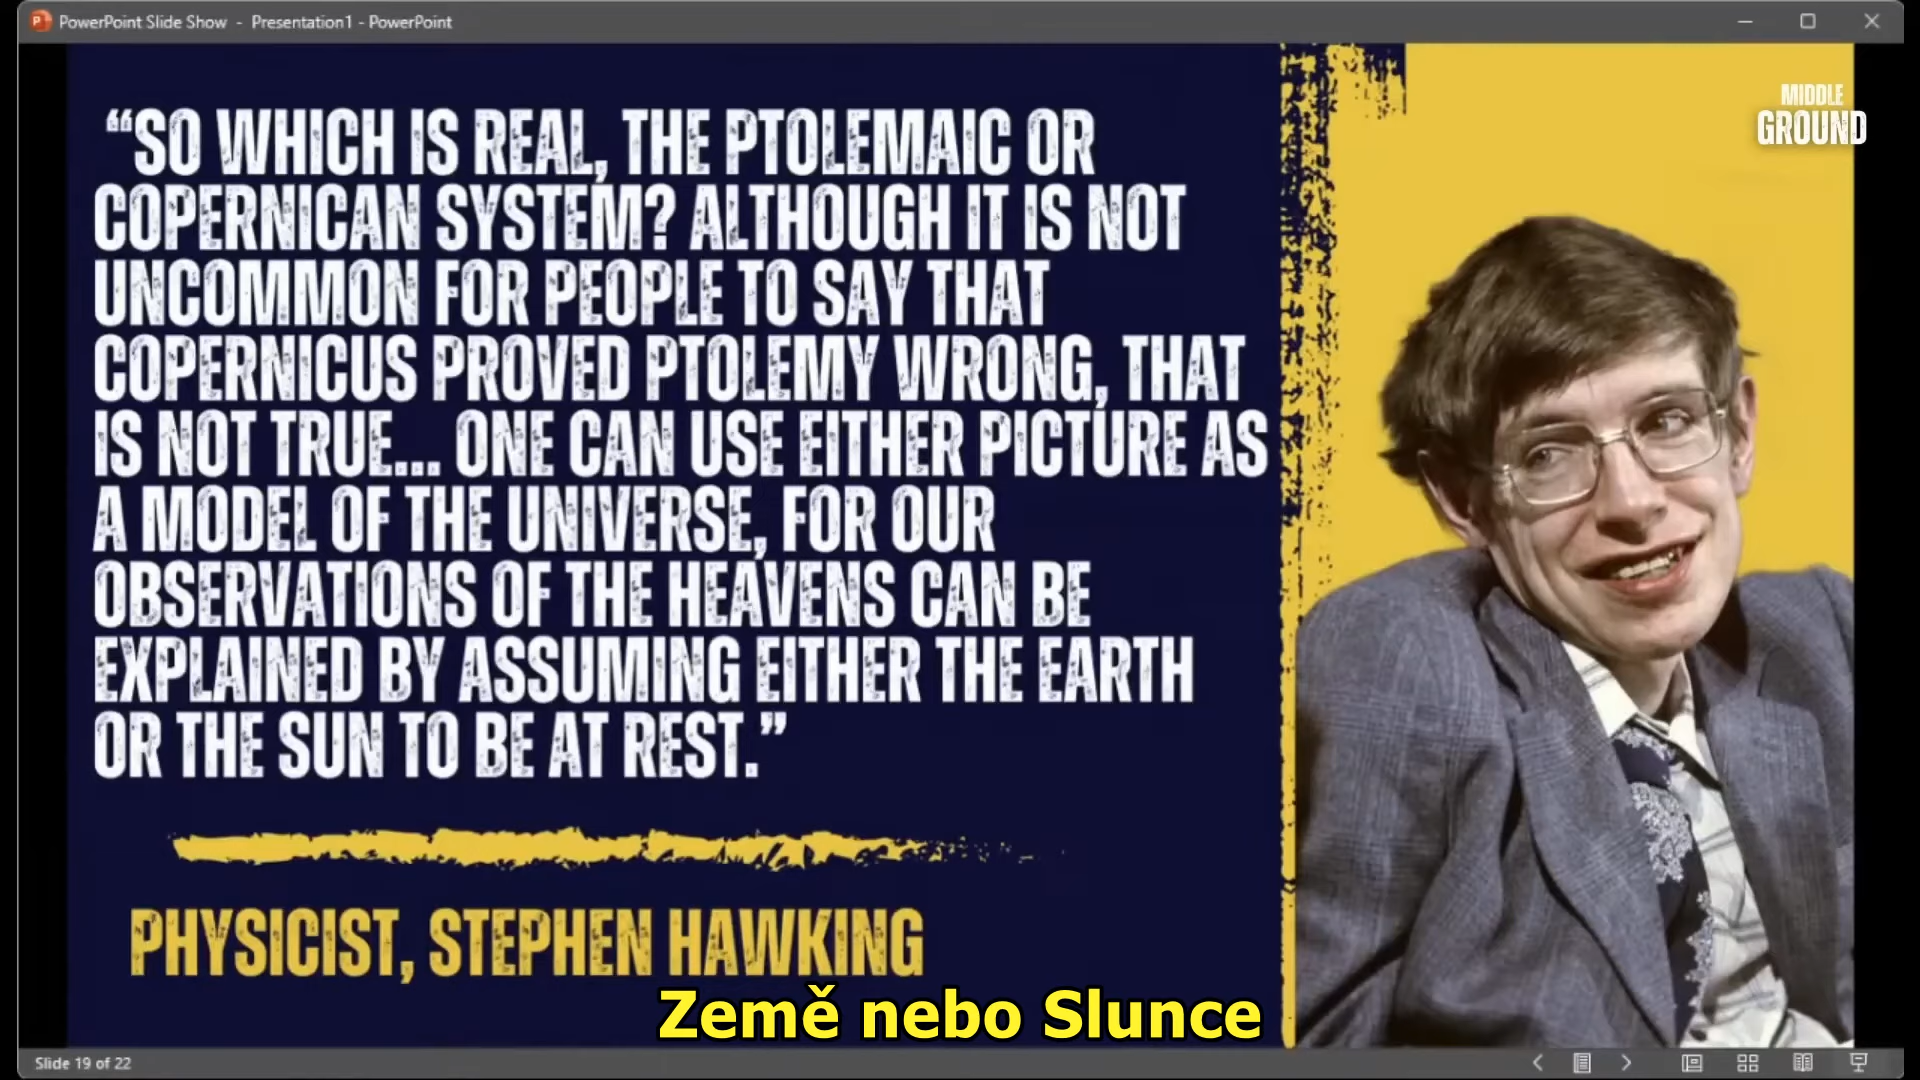 PowerPoint Slide Show - Presentation1 - PowerPoint
MIDDLE
GROUND
“SO WHICH IS REAL, THE PTOLEMAIC OR
COPERNICAN SYSTEM? ALTHOUGH IT IS NOT
UNCOMMON FOR PEOPLE TO SAY THAT
COPERNICUS PROVED PTOLEMY WRONG, THAT
IS NOT TRUE... ONE CAN USE EITHER PICTURE AS
A MODEL OF THE UNIVERSE, FOR OUR
OBSERVATIONS OF THE HEAVENS CAN BE
EXPLAINED BY ASSUMING EITHER THE EARTH
OR THE SUN TO BE AT REST.”
PHYSICIST, STEPHEN HAWKING
Země nebo Slunce
Slide 19 of 22